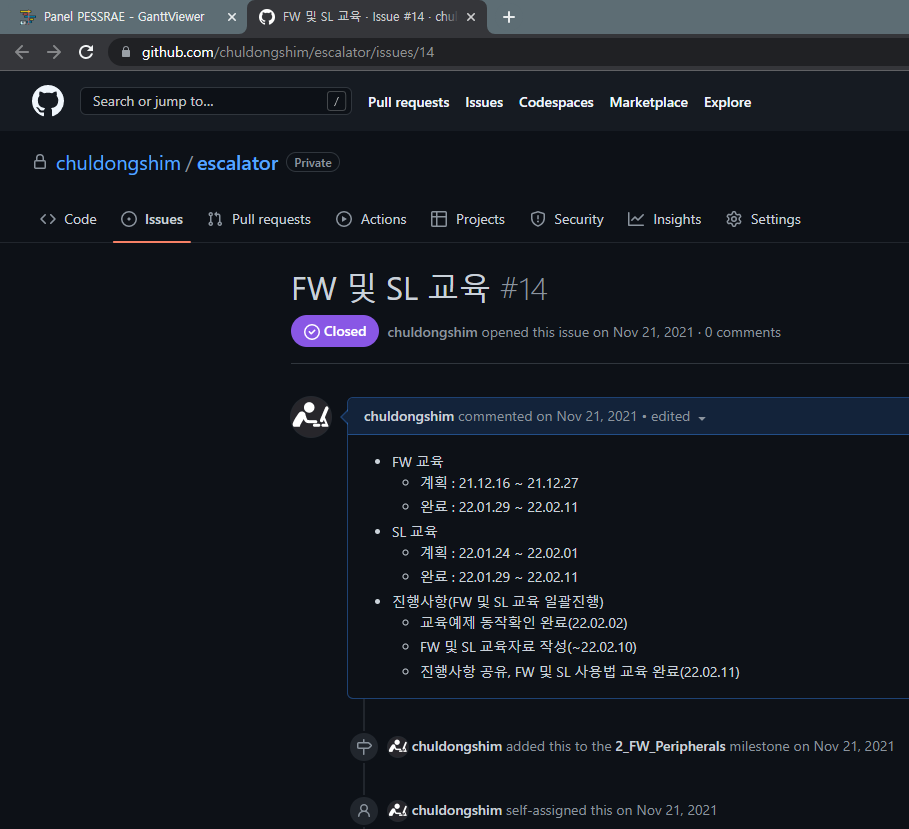 Panel PESSRAE - GanttViewer
FW 및 SL 교육 · Issue #14 · chul
github.com/chuldongshim/escalator/issues/14
Search or jump to... /
Pull requests Issues Codespaces Marketplace Explore
chuldongshim / escalator Private
Code Issues Pull requests Actions Projects Security Insights Settings
FW 및 SL 교육 #14
Closed chuldongshim opened this issue on Nov 21, 2021 · 0 comments
chuldongshim commented on Nov 21, 2021 • edited
FW 교육
계획 : 21.12.16 ~ 21.12.27
완료 : 22.01.29 ~ 22.02.11
SL 교육
계획 : 22.01.24 ~ 22.02.01
완료 : 22.01.29 ~ 22.02.11
진행사항(FW 및 SL 교육 일괄진행)
교육예제 동작확인 완료(22.02.02)
FW 및 SL 교육자료 작성(~22.02.10)
진행사항 공유, FW 및 SL 사용법 교육 완료(22.02.11)
chuldongshim added this to the 2_FW_Peripherals milestone on Nov 21, 2021
chuldongshim self-assigned this on Nov 21, 2021